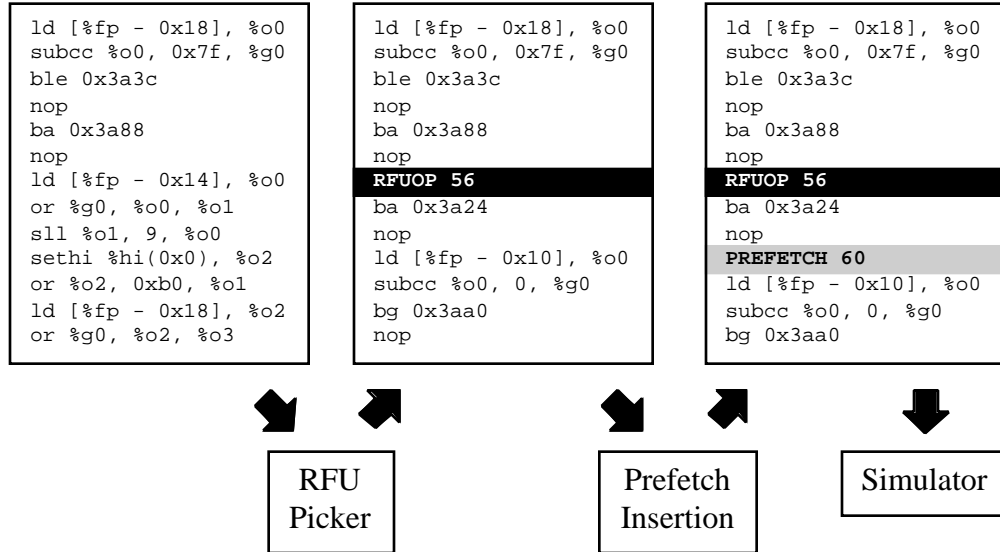 ld [%fp - 0x18], %o0
subcc %o0, 0x7f, %g0
ble 0x3a3c
nop
ba 0x3a88
nop
ld [%fp - 0x14], %o0
or %g0, %o0, %o1
sll %o1, 9, %o0
sethi %hi(0x0), %o2
or %o2, 0xb0, %o1
ld [%fp - 0x18], %o2
or %g0, %o2, %o3
ld [%fp - 0x18], %o0
subcc %o0, 0x7f, %g0
ble 0x3a3c
nop
ba 0x3a88
nop
RFUOP 56
ba 0x3a24
nop
ld [%fp - 0x10], %o0
subcc %o0, 0, %g0
bg 0x3aa0
nop
ld [%fp - 0x18], %o0
subcc %o0, 0x7f, %g0
ble 0x3a3c
nop
ba 0x3a88
nop
RFUOP 56
ba 0x3a24
nop
PREFETCH 60
ld [%fp - 0x10], %o0
subcc %o0, 0, %g0
bg 0x3aa0
RFU
Picker
Prefetch
Insertion
Simulator